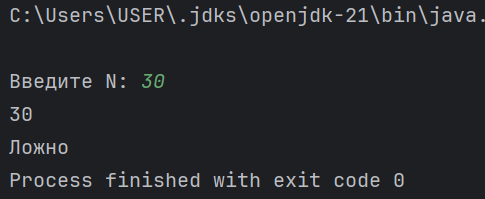 C:\Users\USER\.jdks\openjdk-21\bin\java.
Введите N: 30
30
Ложно
Process finished with exit code 0